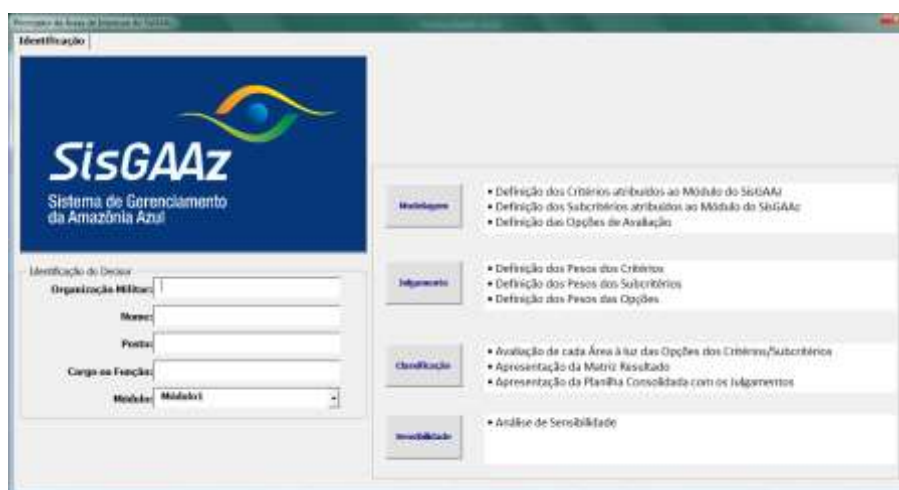 Identificação
SisGAAz
Sistema de Gerenciamento
da Amazônia Azul
Identificação do Decisor
Organização Militar:
Nome:
Posto:
Cargo ou Função:
Módulo: Módulo1
Modelagem
• Definição dos Critérios atribuídos ao Módulo do SisGAAz
• Definição dos Subcritérios atribuídos ao Módulo do SisGAAz
• Definição das Opções de Avaliação
Julgamento
• Definição dos Pesos dos Critérios
• Definição dos Pesos dos Subcritérios
• Definição dos Pesos das Opções
Classificação
• Avaliação de cada Área à luz das Opções dos Critérios/Subcritérios
• Apresentação da Matriz Resultado
• Apresentação da Planilha Consolidada com os Julgamentos
Sensibilidade
• Análise de Sensibilidade